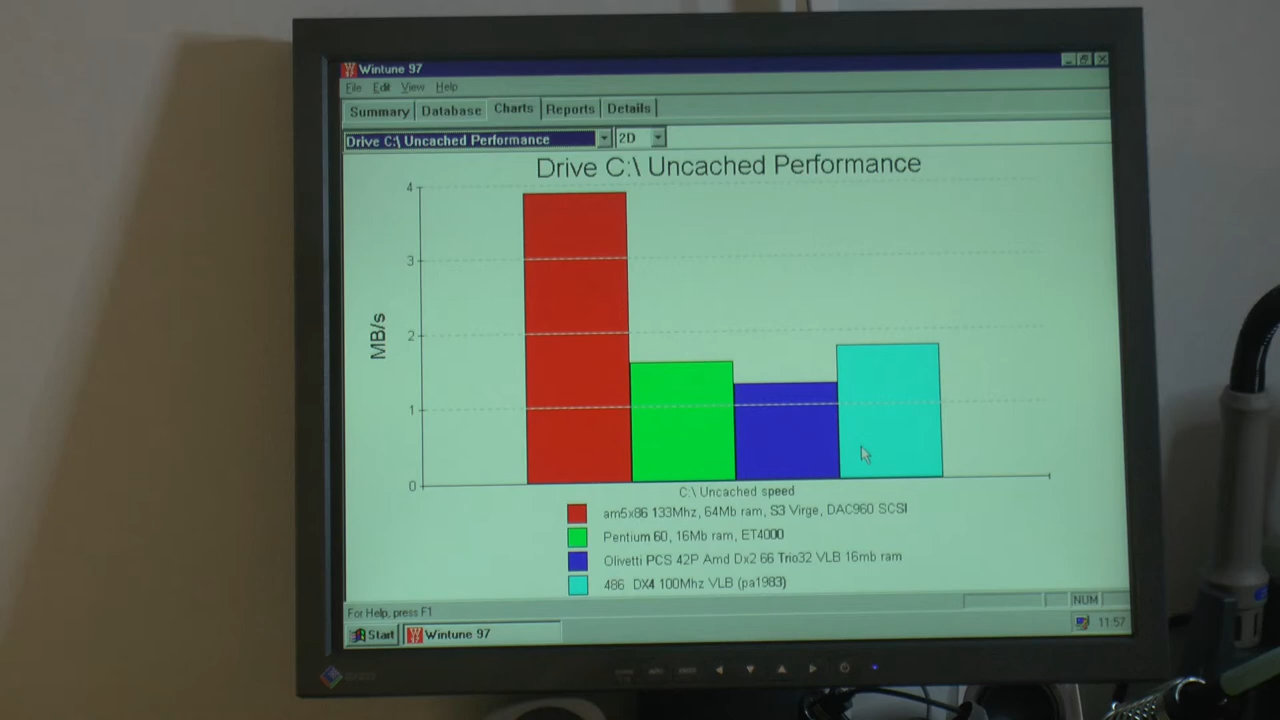 Wintune 97
File Edit View Help
Summary Database Charts Reports Details
Drive C:\ Uncached Performance 2D
Drive C:\ Uncached Performance
4
3
2
1
0
MB/s
C:\ Uncached speed
am5x86 133Mhz, 64Mb ram, S3 Virge, DAC960 SCSI
Pentium 60, 16Mb ram, ET4000
Olivetti PCS 42P Amd Dx2 66 Trio32 VLB 16mb ram
486 DX4 100Mhz VLB (pa1983)
For Help, press F1
NUM
Start Wintune 97
11:57